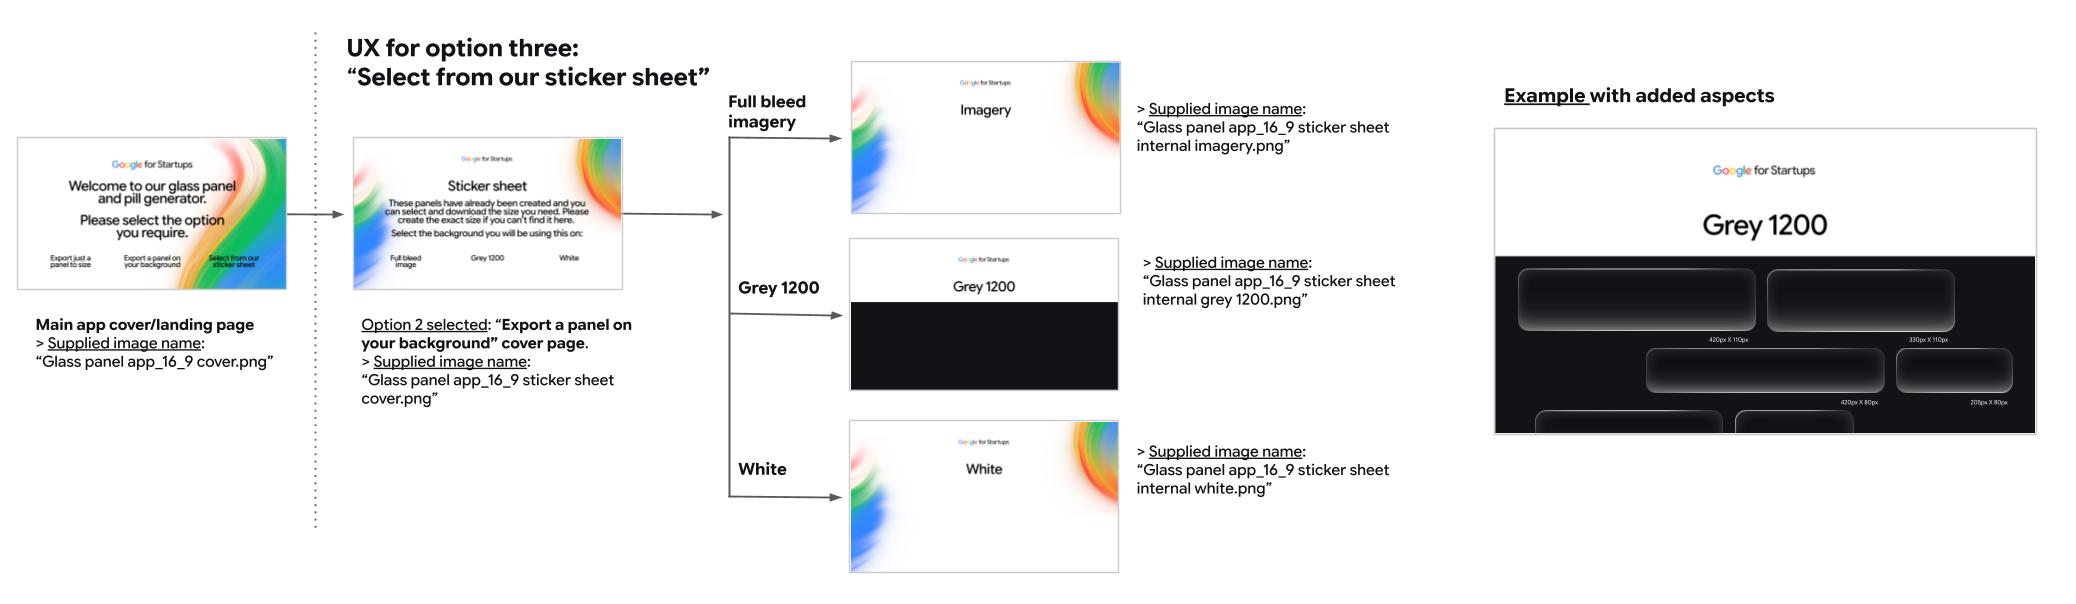 UX for option three:
“Select from our sticker sheet”
Google for Startups
Welcome to our glass panel
and pill generator.
Please select the option
you require.
Export just a
panel to size
Export a panel on
your background
Select from our
sticker sheet
Main app cover/landing page
> Supplied image name:
“Glass panel app_16_9 cover.png”
Google for Startups
Sticker sheet
These panels have already been created and you
can select and download the size you need. Please
create the exact size if you can't find it here.
Select the background you will be using this on:
Full bleed
image
Grey 1200
White
Option 2 selected: “Export a panel on
your background” cover page.
> Supplied image name:
“Glass panel app_16_9 sticker sheet
cover.png”
Full bleed
imagery
Google for Startups
Imagery
> Supplied image name:
“Glass panel app_16_9 sticker sheet
internal imagery.png”
Grey 1200
Google for Startups
Grey 1200
> Supplied image name:
“Glass panel app_16_9 sticker sheet
internal grey 1200.png”
White
Google for Startups
White
> Supplied image name:
“Glass panel app_16_9 sticker sheet
internal white.png”
Example with added aspects
Google for Startups
Grey 1200
420px X 110px
330px X 110px
420px X 80px
205px X 80px